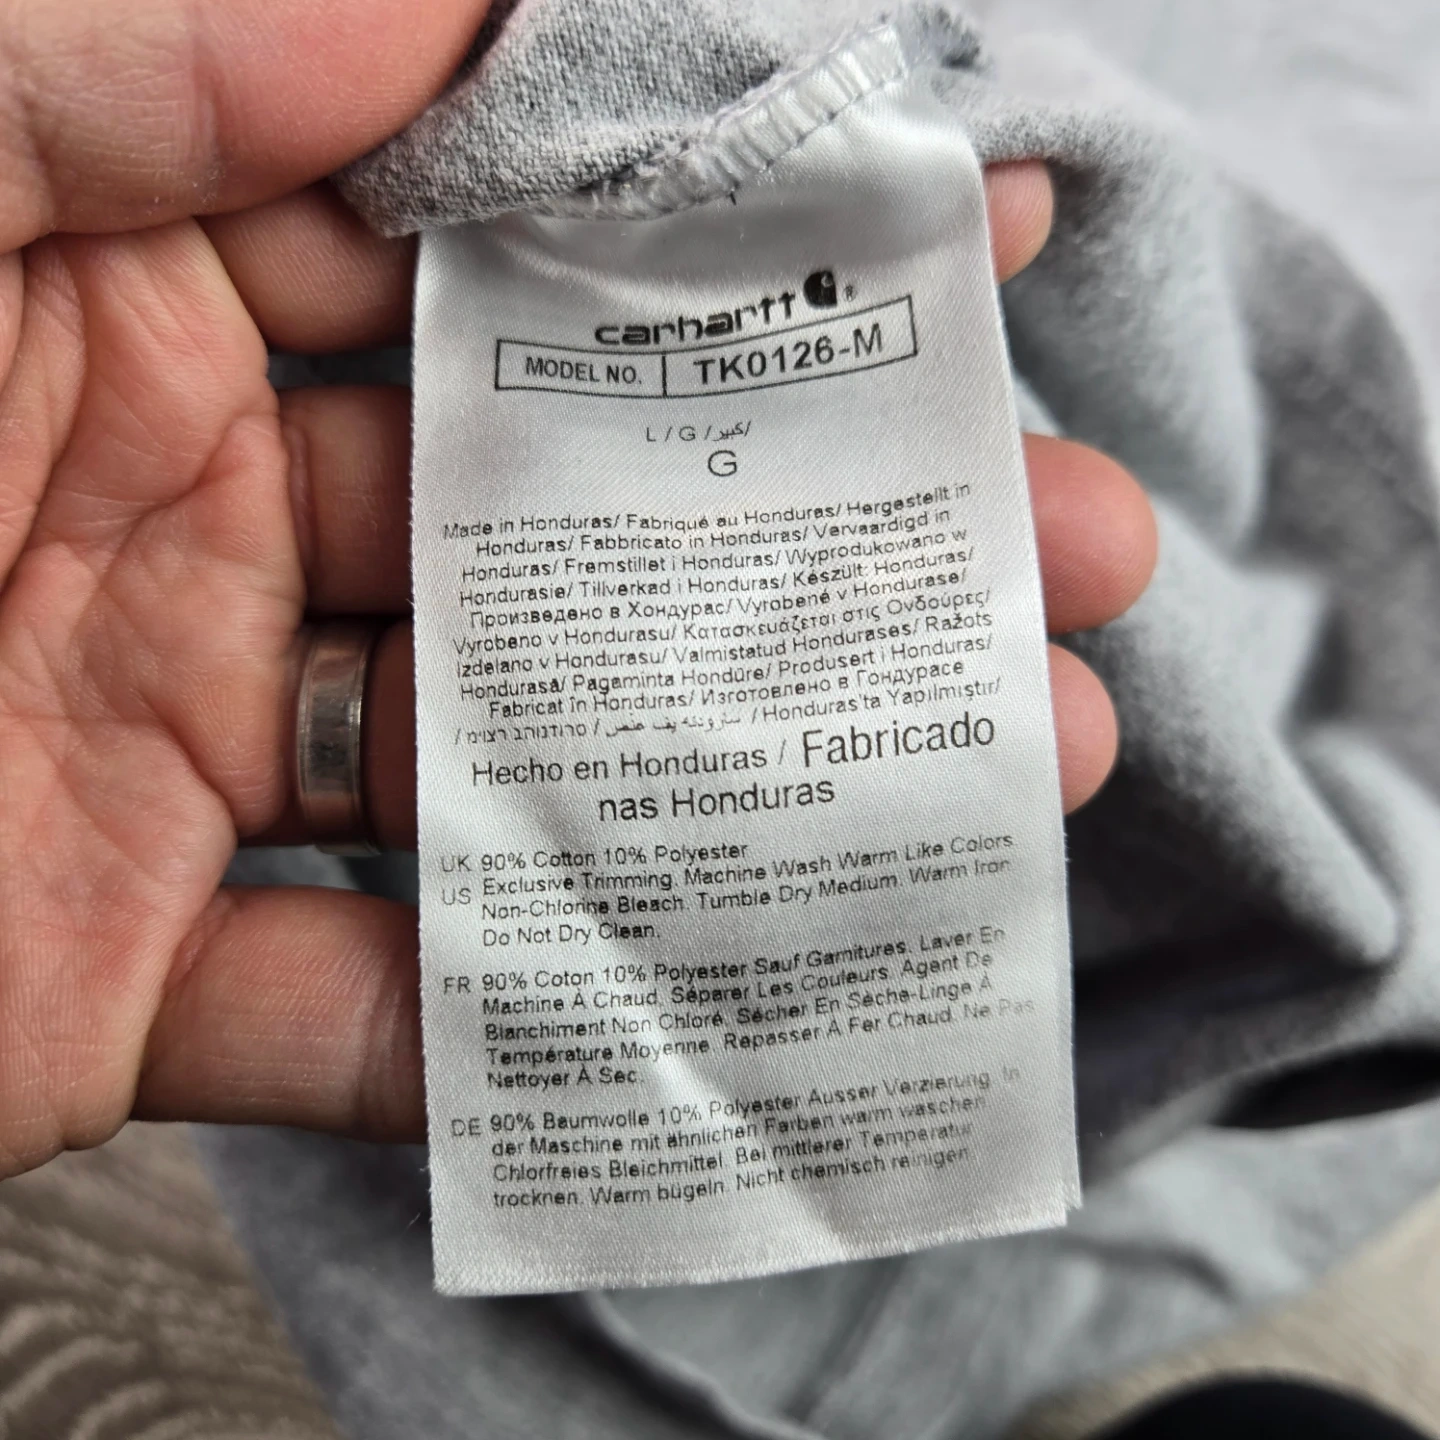 carhartt ®
MODEL NO. TK0126-M
L / G / كبير/
G
Made in Honduras/ Fabriqué au Honduras/ Hergestellt in
Honduras/ Fabbricato in Honduras/ Vervaardigd in
Honduras/ Fremstillet i Honduras/ Wyprodukowano w
Hondurasie/ Tillverkad i Honduras/ Készült: Honduras/
Произведено в Хондурас/ Vyrobené v Hondurase/
Vyrobeno v Hondurasu/ Κατασκευάζεται στις Ονδούρες/
Izdelano v Hondurasu/ Valmistatud Hondurases/ Ražots
Hondurasā/ Pagaminta Hondūre/ Produsert i Honduras/
Fabricat în Honduras/ Изготовлено в Гондурасе
/ Honduras'ta Yapılmıştır/
Hecho en Honduras / Fabricado
nas Honduras
UK 90% Cotton 10% Polyester
US Exclusive Trimming. Machine Wash Warm Like Colors
Non-Chlorine Bleach. Tumble Dry Medium. Warm Iron
Do Not Dry Clean.
FR 90% Coton 10% Polyester Sauf Garnitures. Laver En
Machine À Chaud. Séparer Les Couleurs. Agent De
Blanchiment Non Chloré. Sécher En Sèche-Linge À
Température Moyenne. Repasser À Fer Chaud. Ne Pas
Nettoyer À Sec.
DE 90% Baumwolle 10% Polyester Ausser Verzierung. In
der Maschine mit ähnlichen Farben warm waschen
Chlorfreies Bleichmittel. Bei mittlerer Temperatur
trocknen. Warm bügeln. Nicht chemisch reinigen